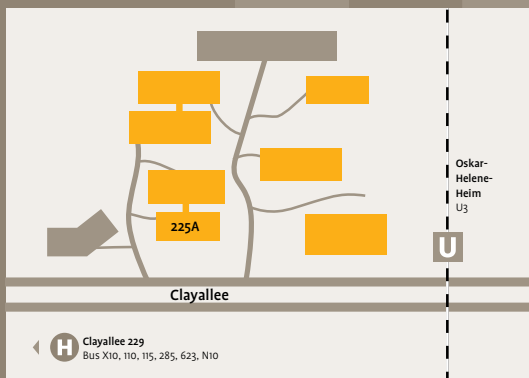 Oskar-
Helene-
Heim
U3
U
225A
Clayallee
H
Clayallee 229
Bus X10, 110, 115, 285, 623, N10